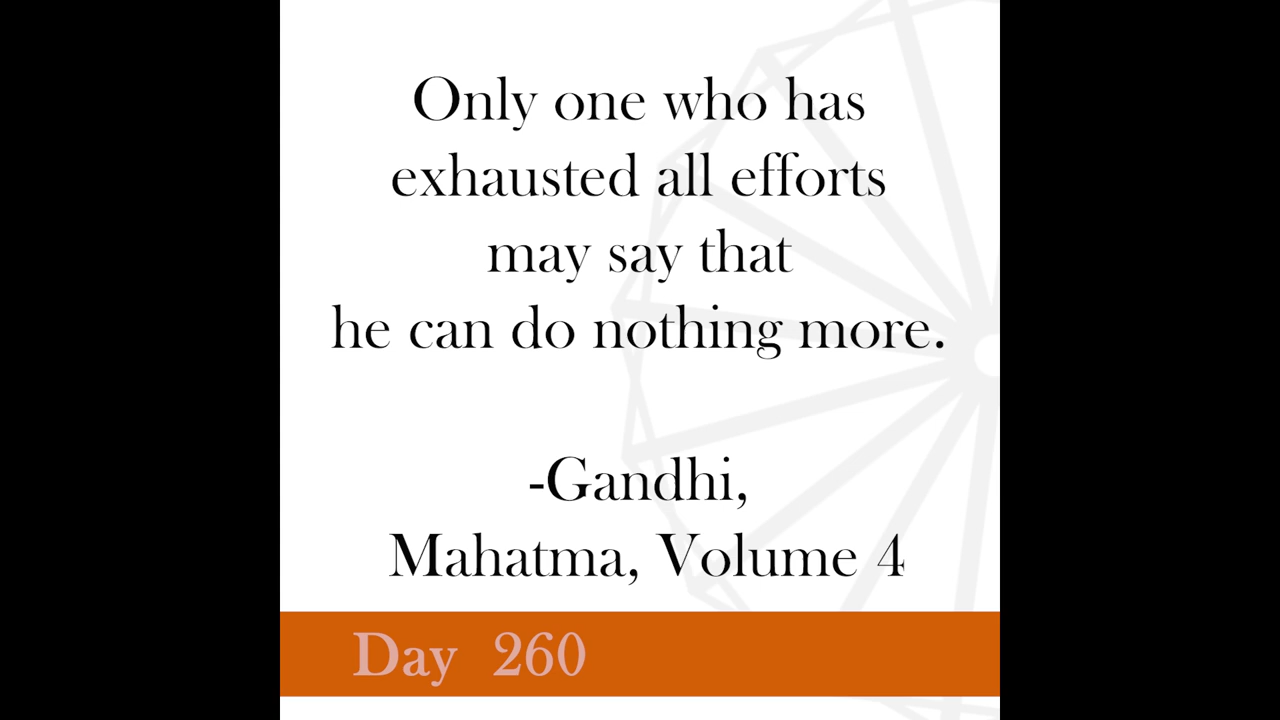 Only one who has
exhausted all efforts
may say that
he can do nothing more.
-Gandhi,
Mahatma, Volume 4
Day 260